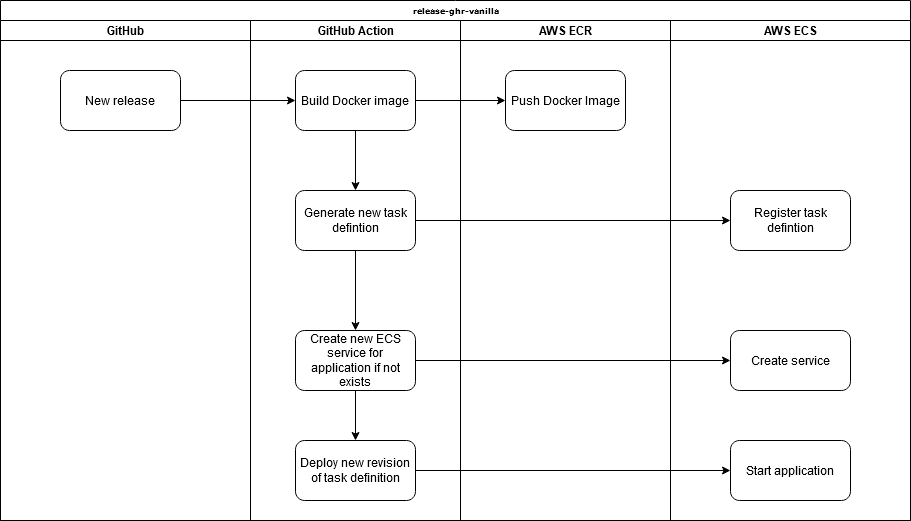 release-ghr-vanilla
GitHub
GitHub Action
AWS ECR
AWS ECS
New release
Build Docker image
Push Docker Image
Generate new task
defintion
Register task
defintion
Create new ECS
service for
application if not
exists
Create service
Deploy new revision
of task definition
Start application